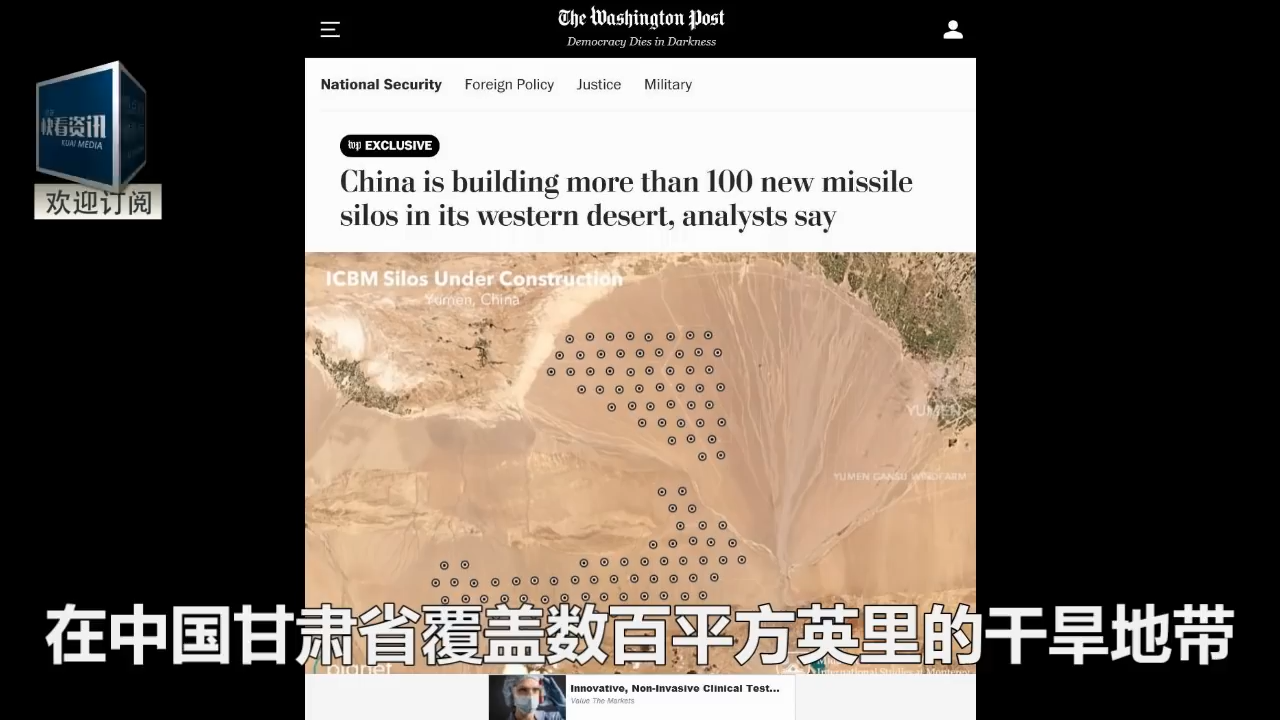 The Washington Post
Democracy Dies in Darkness
National Security Foreign Policy Justice Military
快看资讯
KUAI MEDIA
欢迎订阅
wp EXCLUSIVE
China is building more than 100 new missile
silos in its western desert, analysts say
ICBM Silos Under Construction
Yumen, China
YUMEN
YUMEN GANSU WINDFARM
在中国甘肃省覆盖数百平方英里的干旱地带
planet
Innovative, Non-Invasive Clinical Test...
Value The Markets